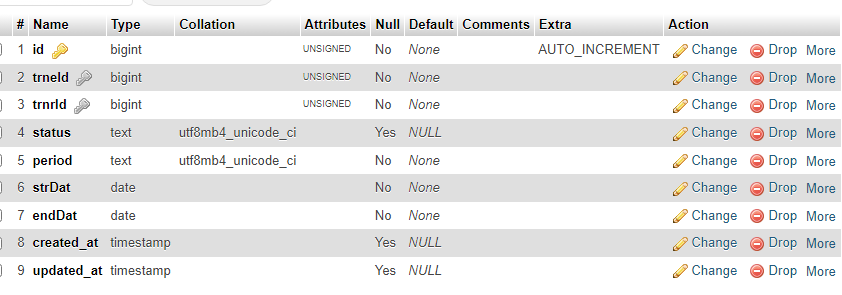 # Name Type Collation Attributes Null Default Comments Extra Action
1 id bigint UNSIGNED No None AUTO_INCREMENT Change Drop More
2 trneId bigint UNSIGNED No None Change Drop More
3 trnrId bigint UNSIGNED No None Change Drop More
4 status text utf8mb4_unicode_ci Yes NULL Change Drop More
5 period text utf8mb4_unicode_ci No None Change Drop More
6 strDat date No None Change Drop More
7 endDat date No None Change Drop More
8 created_at timestamp Yes NULL Change Drop More
9 updated_at timestamp Yes NULL Change Drop More